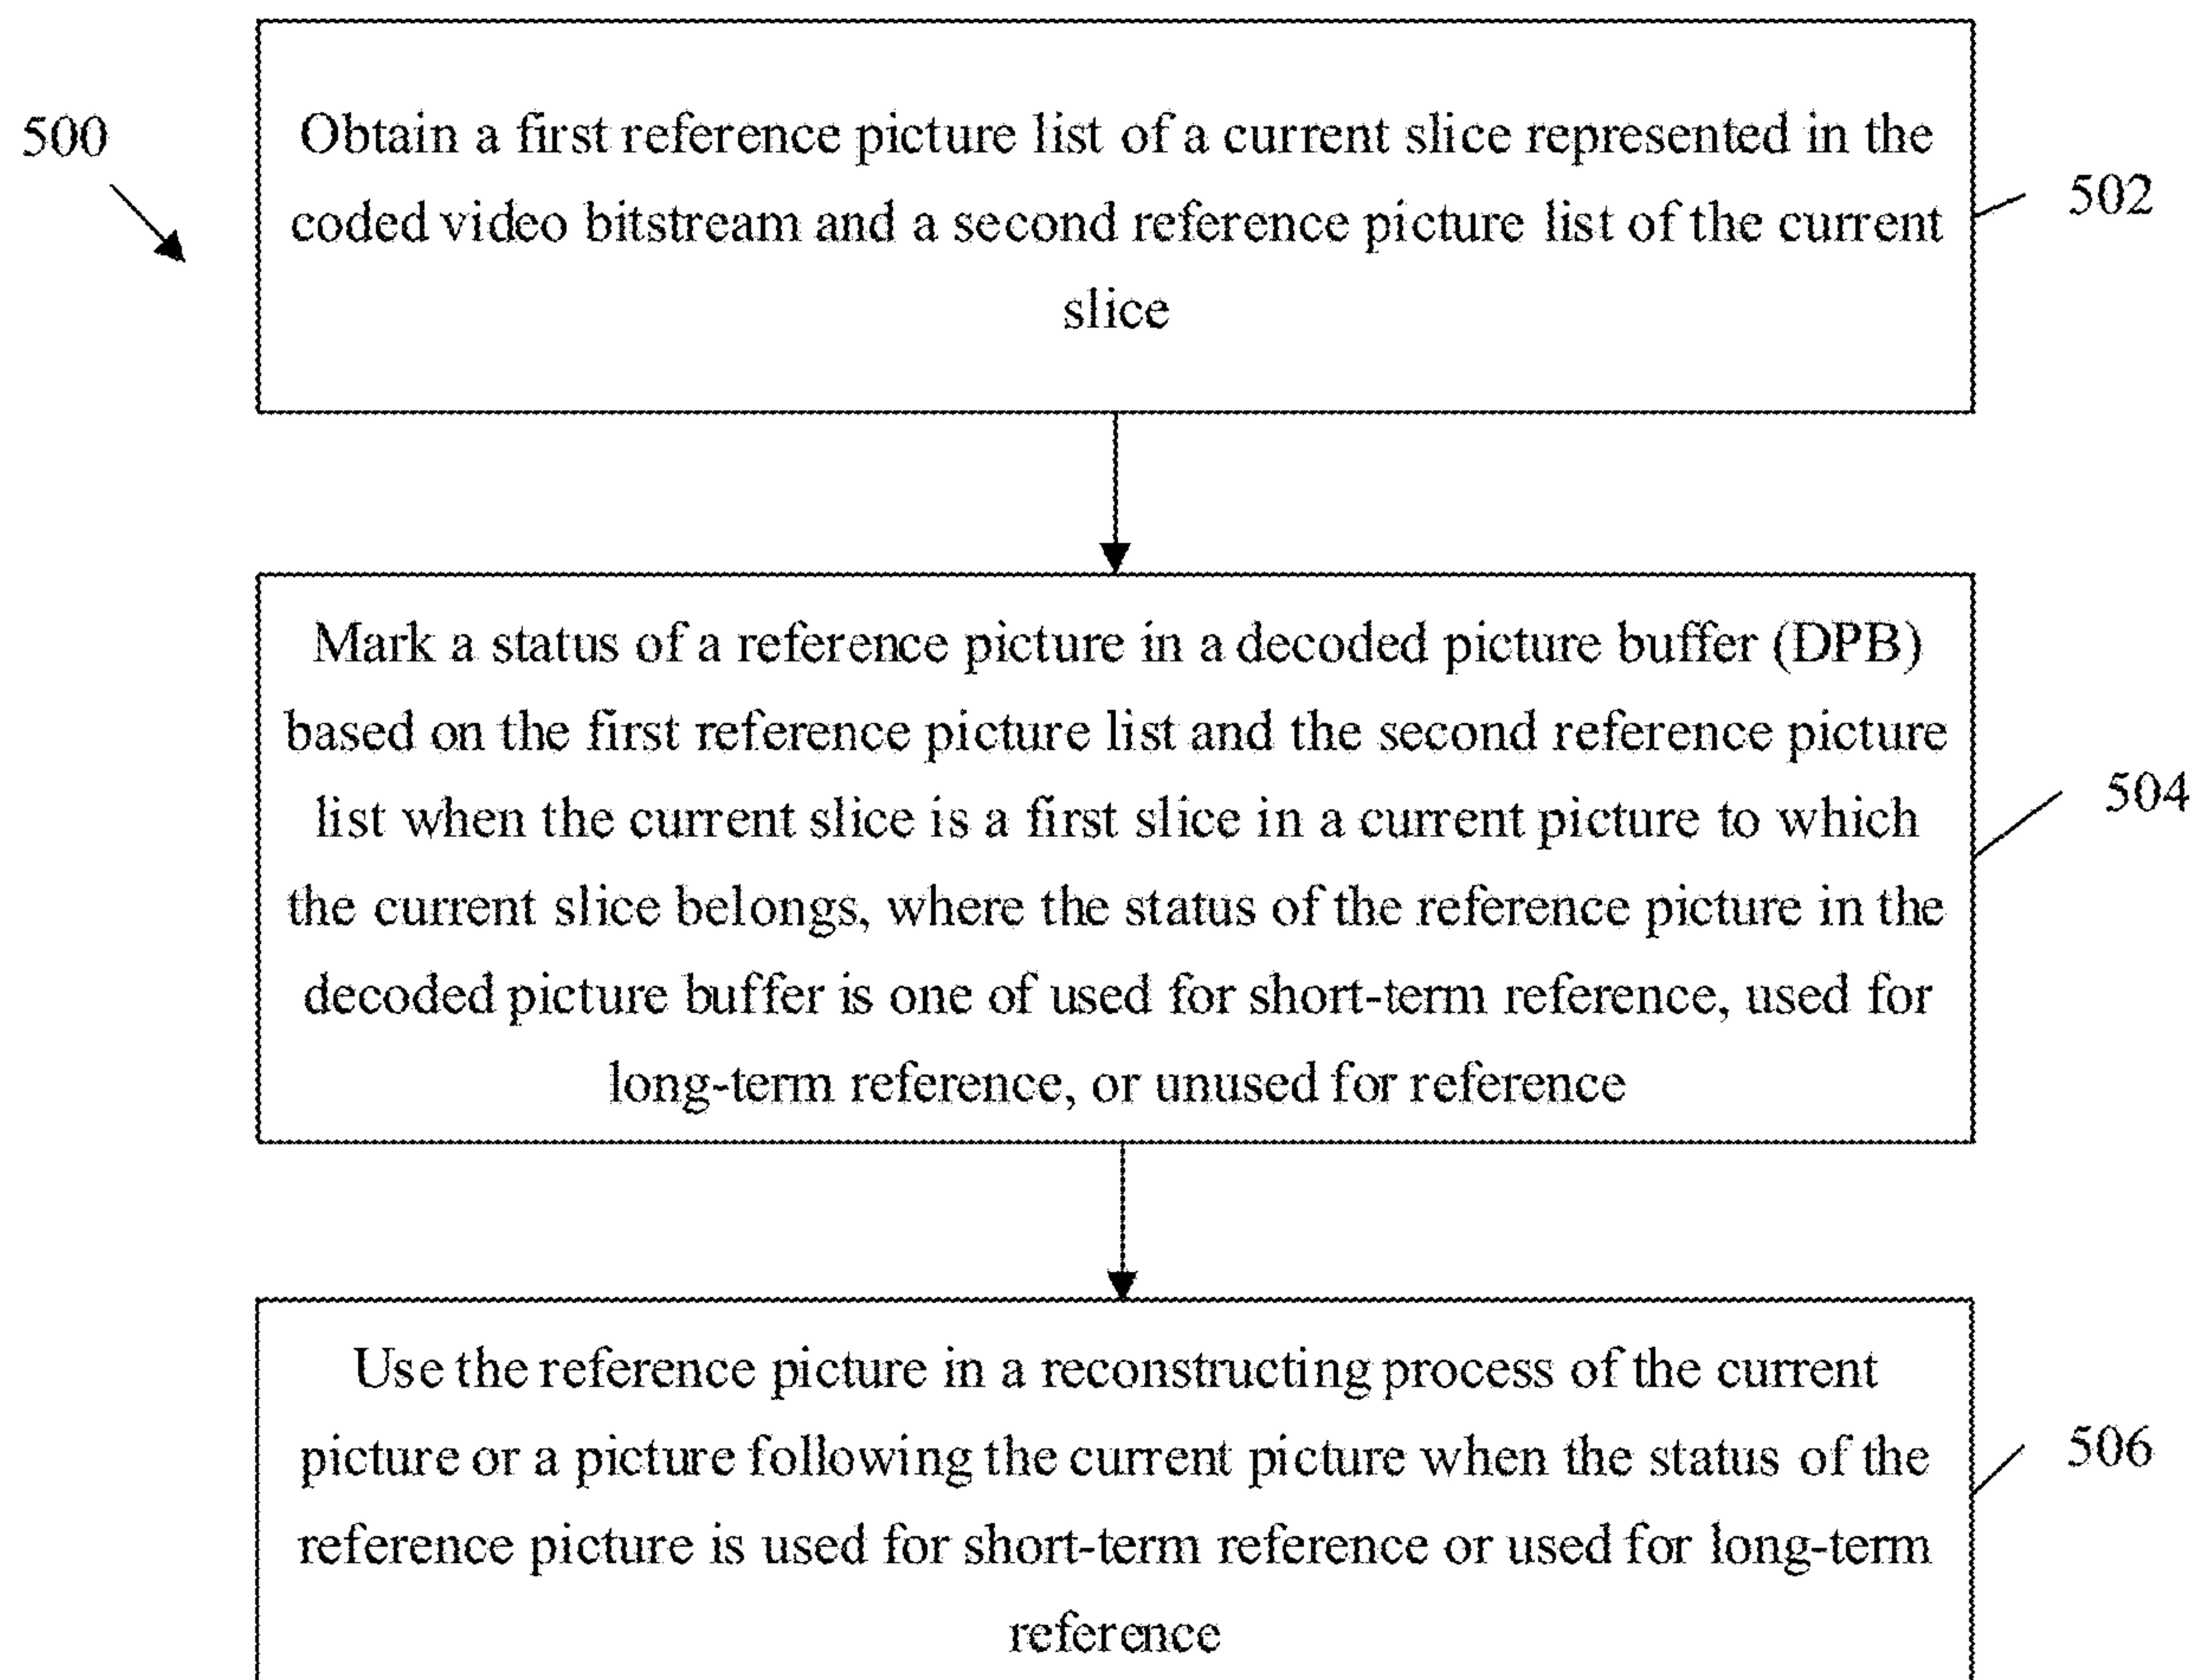 500
Obtain a first reference picture list of a current slice represented in the
coded video bitstream and a second reference picture list of the current
slice
502
Mark a status of a reference picture in a decoded picture buffer (DPB)
based on the first reference picture list and the second reference picture
list when the current slice is a first slice in a current picture to which
the current slice belongs, where the status of the reference picture in the
decoded picture buffer is one of used for short-term reference, used for
long-term reference, or unused for reference
504
Use the reference picture in a reconstructing process of the current
picture or a picture following the current picture when the status of the
reference picture is used for short-term reference or used for long-term
reference
506